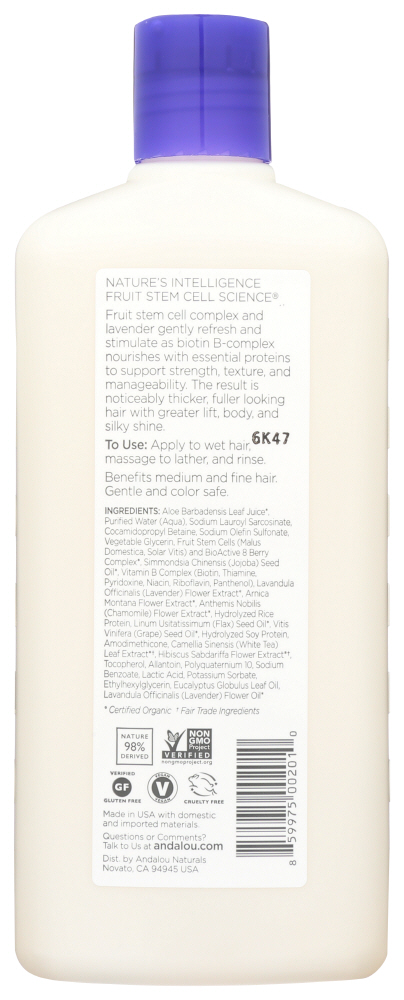 NATURE'S INTELLIGENCE
FRUIT STEM CELL SCIENCE®
Fruit stem cell complex and
lavender gently refresh and
stimulate as biotin B-complex
nourishes with essential proteins
to support strength, texture, and
manageability. The result is
noticeably thicker, fuller looking
hair with greater lift, body, and
silky shine.
To Use: Apply to wet hair,
6K47
massage to lather, and rinse.
Benefits medium and fine hair.
Gentle and color safe.
INGREDIENTS: Aloe Barbadensis Leaf Juice*,
Purified Water (Aqua), Sodium Lauroyl Sarcosinate,
Cocamidopropyl Betaine, Sodium Olefin Sulfonate,
Vegetable Glycerin, Fruit Stem Cells (Malus
Domestica, Solar Vitis) and BioActive 8 Berry
Complex*, Simmondsia Chinensis (Jojoba) Seed
Oil*, Vitamin B Complex (Biotin, Thiamine,
Pyridoxine, Niacin, Riboflavin, Panthenol), Lavandula
Officinalis (Lavender) Flower Extract*, Arnica
Montana Flower Extract*, Anthemis Nobilis
(Chamomile) Flower Extract*, Hydrolyzed Rice
Protein, Linum Usitatissimum (Flax) Seed Oil*, Vitis
Vinifera (Grape) Seed Oil*, Hydrolyzed Soy Protein,
Amodimethicone, Camellia Sinensis (White Tea)
Leaf Extract*†, Hibiscus Sabdariffa Flower Extract*†,
Tocopherol, Allantoin, Polyquaternium 10, Sodium
Benzoate, Lactic Acid, Potassium Sorbate,
Ethylhexylglycerin, Eucalyptus Globulus Leaf Oil,
Lavandula Officinalis (Lavender) Flower Oil*
* Certified Organic † Fair Trade Ingredients
NATURE
98%
DERIVED
NON
GMO
Project
VERIFIED
nongmoproject.org
VERIFIED
GF
GLUTEN FREE
VEGAN
V
VEGAN
CRUELTY FREE
Made in USA with domestic
and imported materials.
Questions or Comments?
Talk to Us at andalou.com
Dist. by Andalou Naturals
Novato, CA 94945 USA
8 59975 00201 0